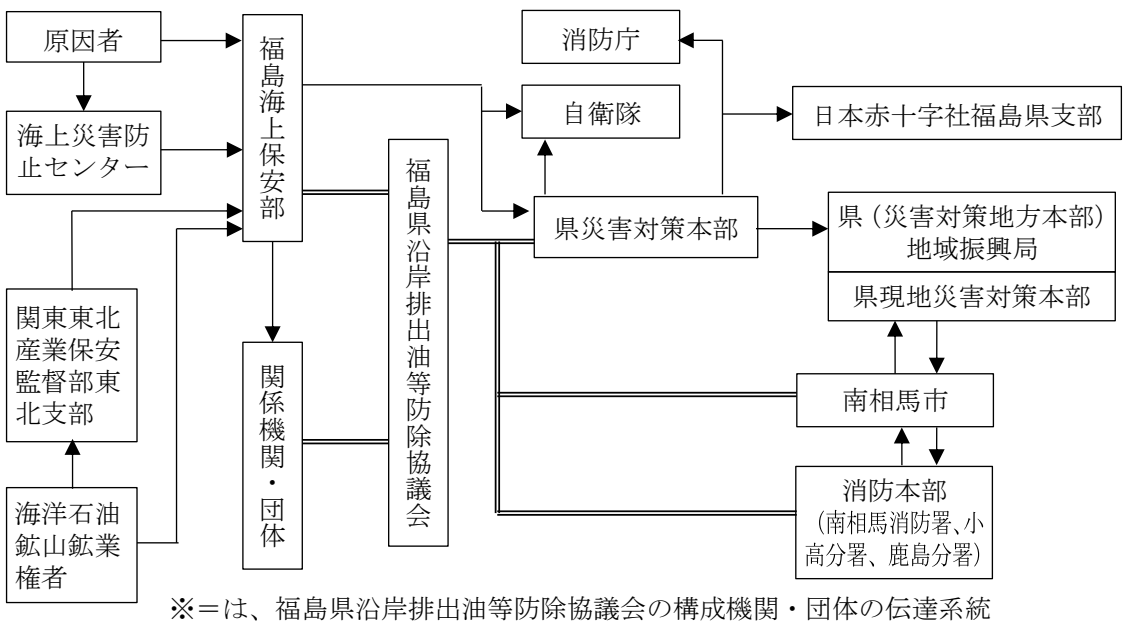 原因者
海上災害防
止センター
関東東北
産業保安
監督部東
北支部
海洋石油
鉱山鉱業
権者
福島海上保安部
関係機関・団体
福島県沿岸排出油等防除協議会
消防庁
自衛隊
県災害対策本部
日本赤十字社福島県支部
県(災害対策地方本部)
地域振興局
県現地災害対策本部
南相馬市
消防本部
(南相馬消防署、小
高分署、鹿島分署)
※=は、福島県沿岸排出油等防除協議会の構成機関・団体の伝達系統